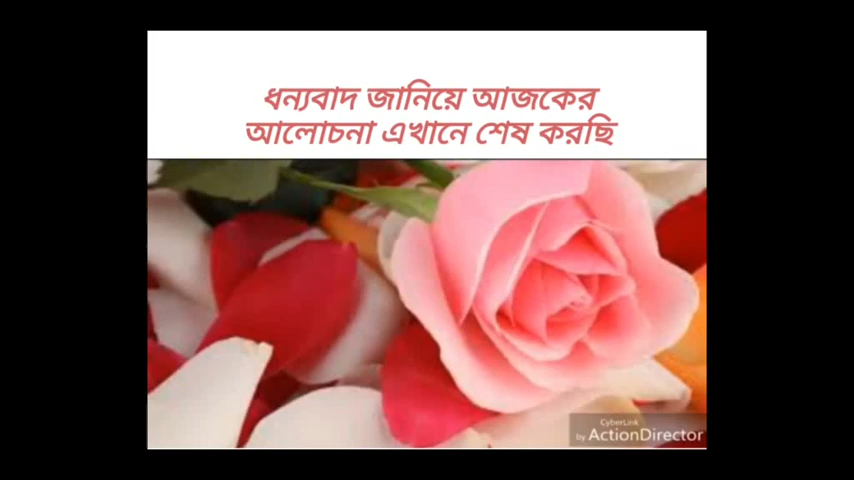 ধন্যবাদ জানিয়ে আজকের
আলোচনা এখানে শেষ করছি
CyberLink
by ActionDirector